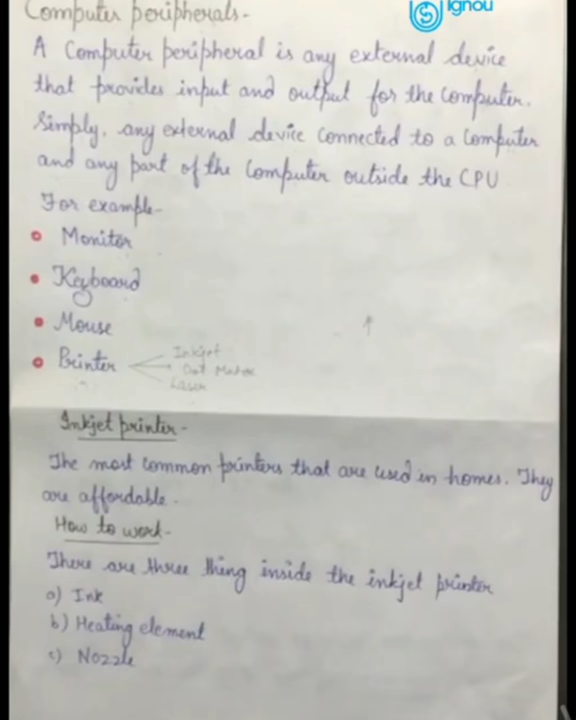 Computer peripherals-
Ignou
A Computer peripheral is any external device
that provides input and output for the computer.
Simply, any external device connected to a computer
and any part of the computer outside the CPU
For example-
Moniter
Keyboard
Mouse
Printer
Inkjet
Dot Matrix
Laser
Inkjet printer-
The most common printers that are used in homes. They
are affordable.
How to work-
There are three thing inside the inkjet printer
a) Ink
b) Heating element
c) Nozzle